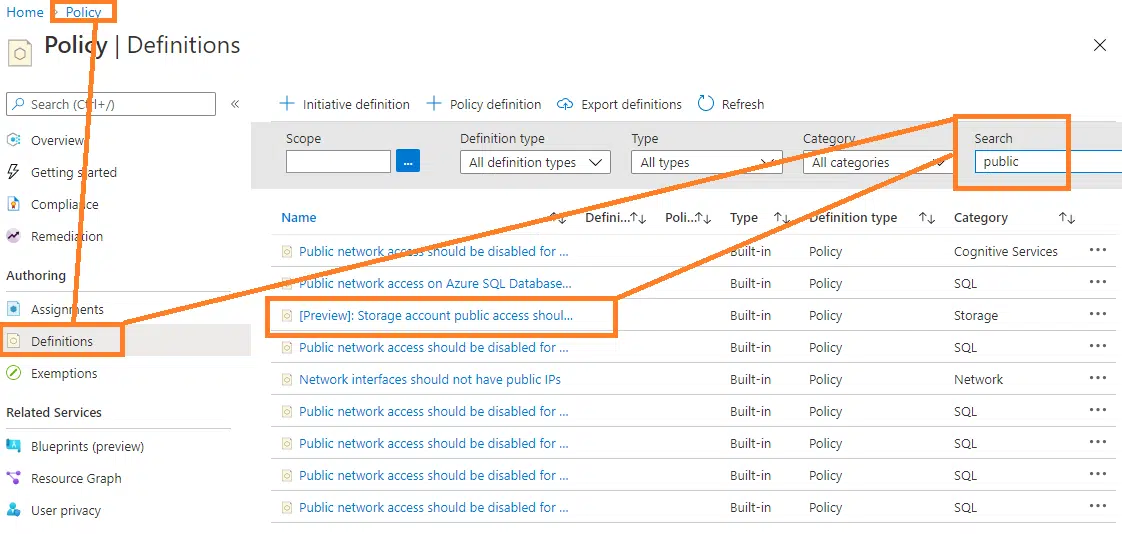 Home > Policy
Policy | Definitions
Search (Ctrl+/)
Overview
Getting started
Compliance
Remediation
Authoring
Assignments
Definitions
Exemptions
Related Services
Blueprints (preview)
Resource Graph
User privacy
Initiative definition Policy definition Export definitions Refresh
Scope Definition type Type Category Search
... All definition types All types All categories public
Name Defini... Poli... Type Definition type Category
Public network access should be disabled for ... Built-in Policy Cognitive Services
Public network access on Azure SQL Database... Built-in Policy SQL
[Preview]: Storage account public access shoul... Built-in Policy Storage
Public network access should be disabled for ... Built-in Policy SQL
Network interfaces should not have public IPs Built-in Policy Network
Public network access should be disabled for ... Built-in Policy SQL
Public network access should be disabled for ... Built-in Policy SQL
Public network access should be disabled for ... Built-in Policy SQL
Public network access should be disabled for ... Built-in Policy SQL